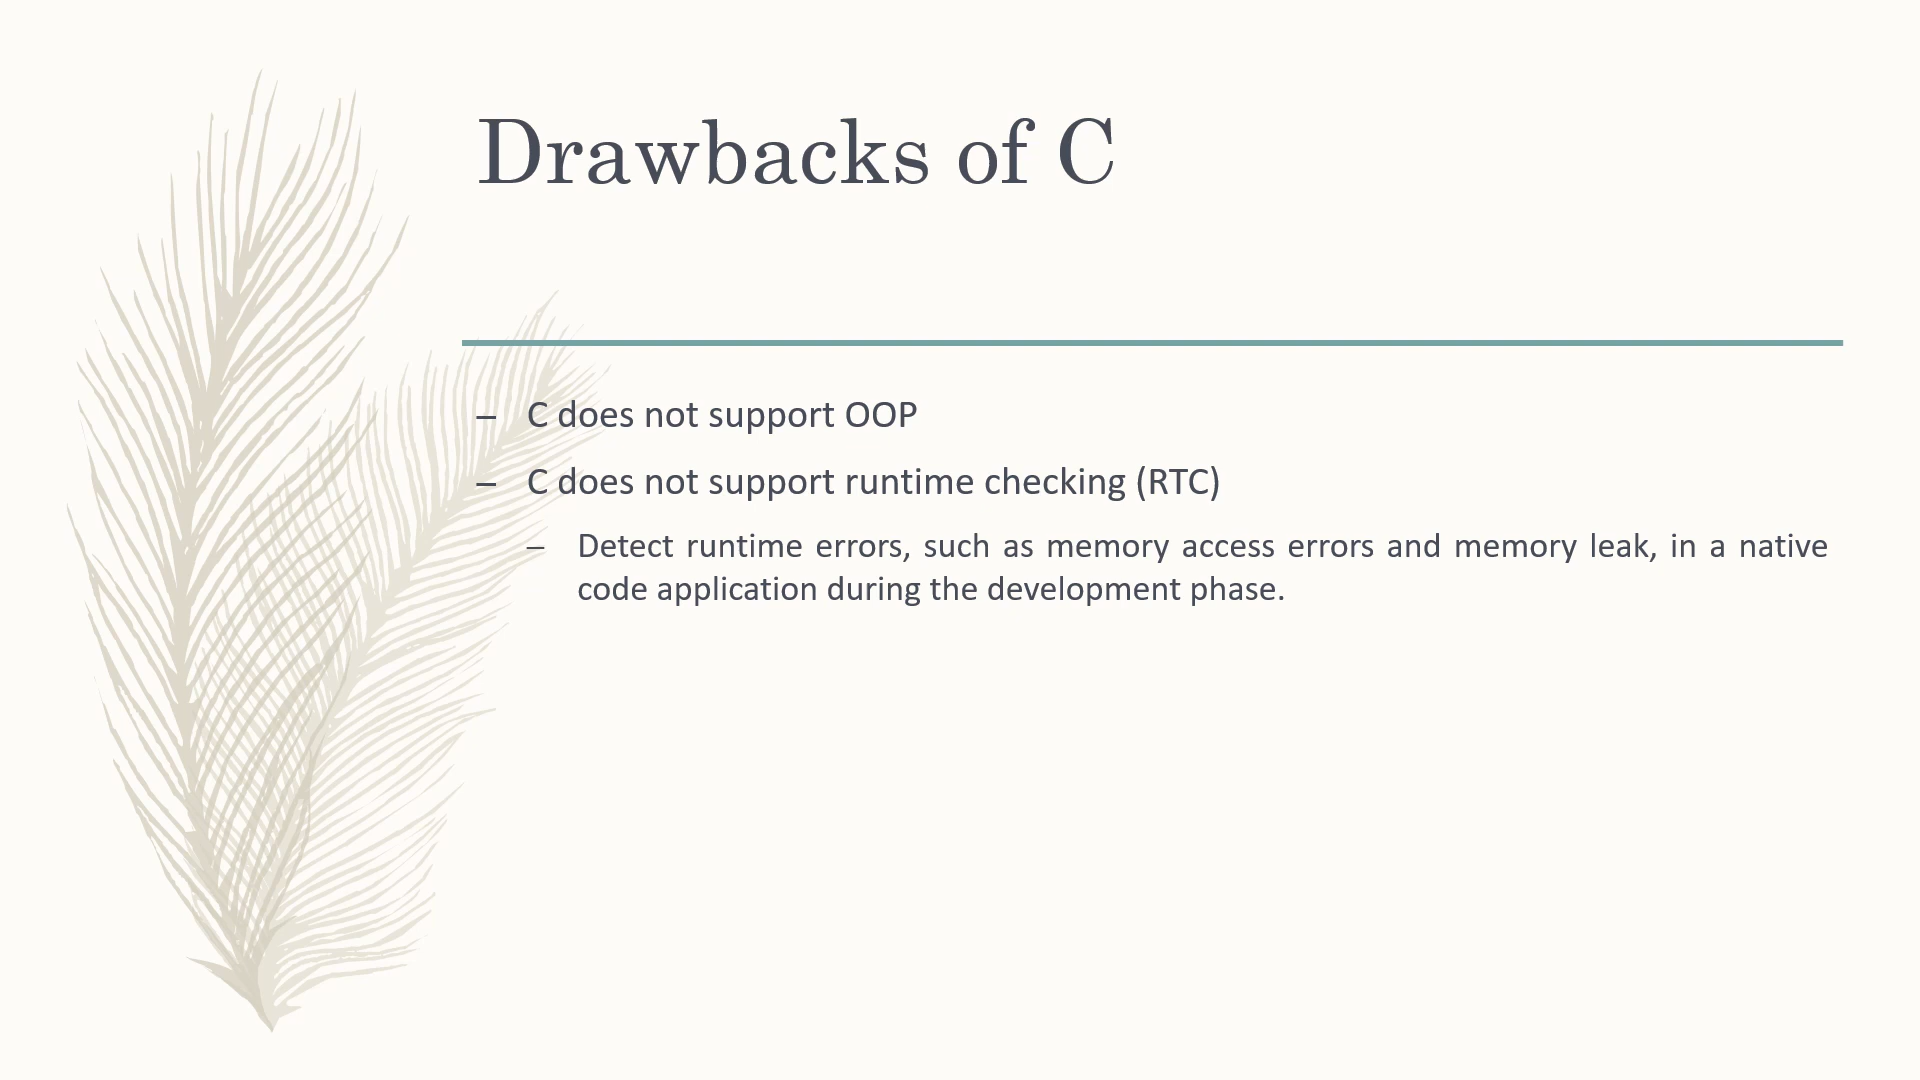 Drawbacks of C
– C does not support OOP
– C does not support runtime checking (RTC)
– Detect runtime errors, such as memory access errors and memory leak, in a native
code application during the development phase.